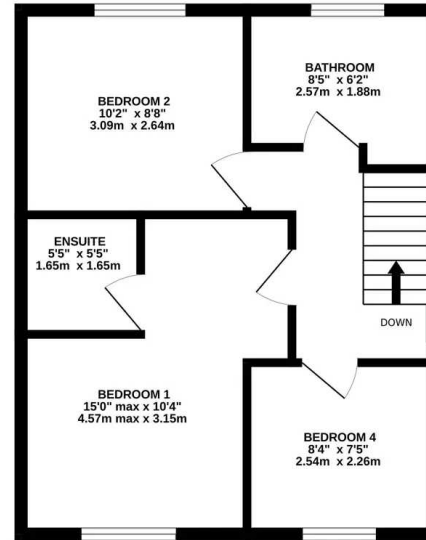 BATHROOM
8'5" x 6'2"
2.57m x 1.88m
BEDROOM 2
10'2" x 8'8"
3.09m x 2.64m
ENSUITE
5'5" x 5'5"
1.65m x 1.65m
DOWN
BEDROOM 1
15'0" max x 10'4"
4.57m max x 3.15m
BEDROOM 4
8'4" x 7'5"
2.54m x 2.26m